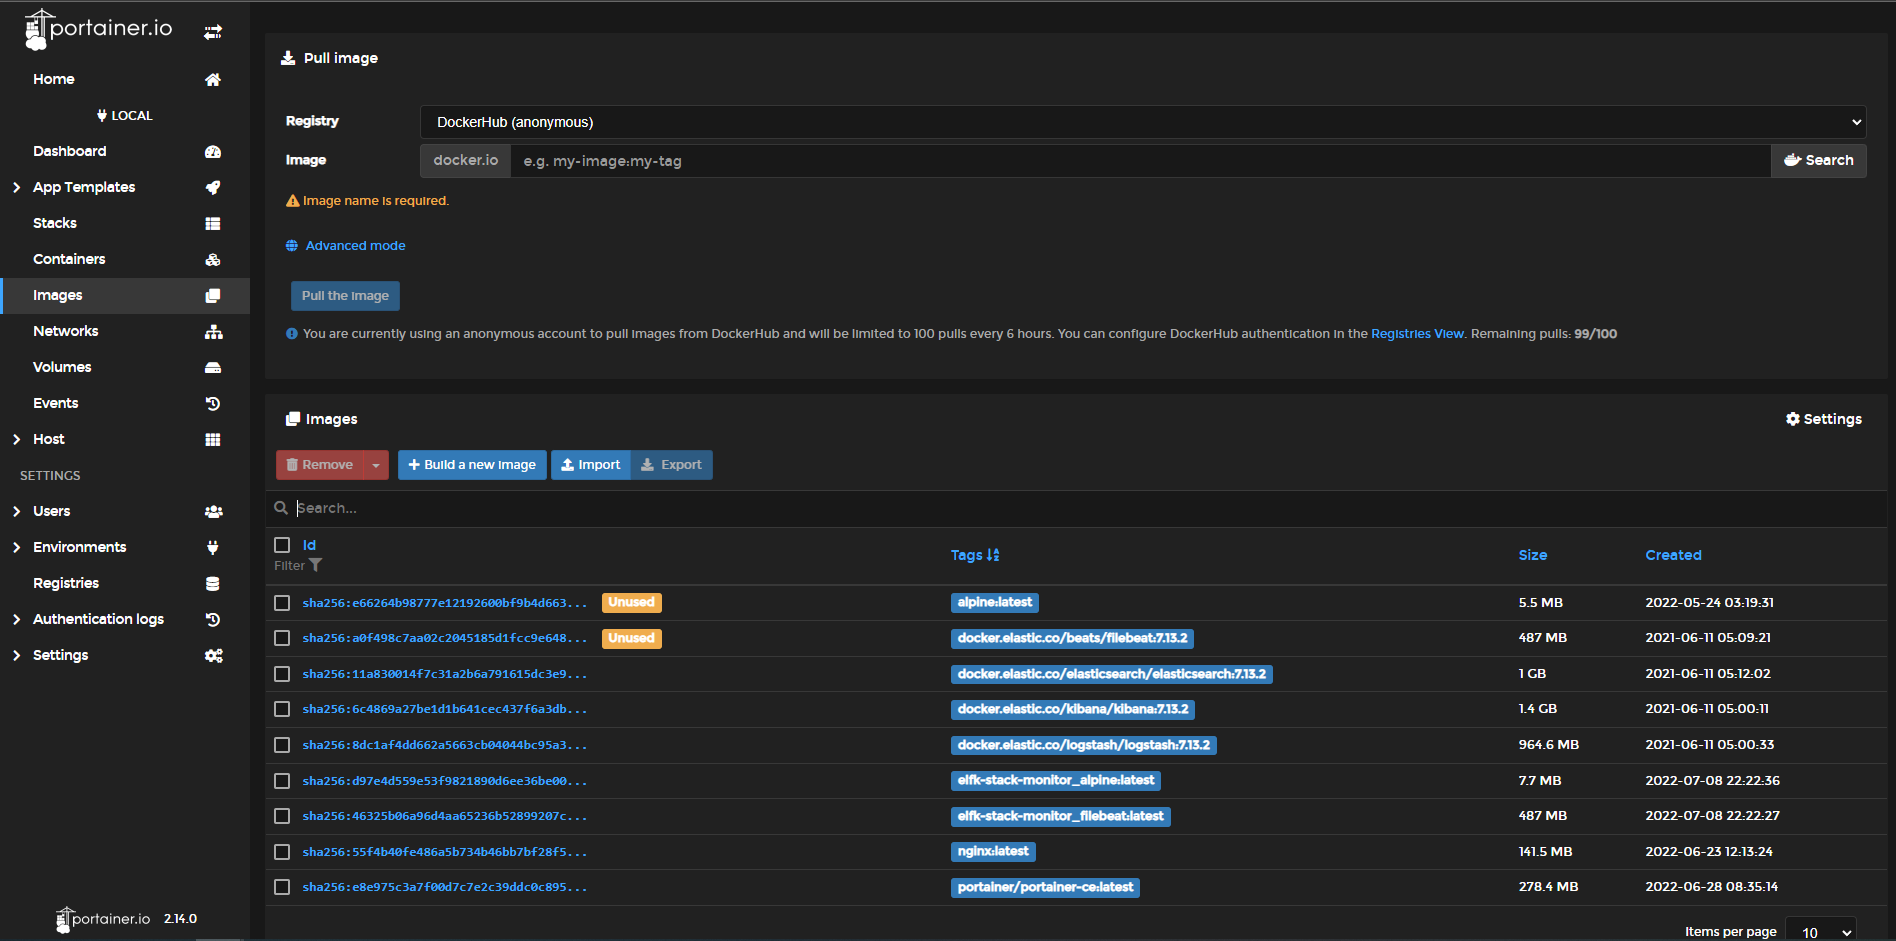 portainer.io
Home
LOCAL
Dashboard
App Templates
Stacks
Containers
Images
Networks
Volumes
Events
Host
SETTINGS
Users
Environments
Registries
Authentication logs
Settings
portainer.io 2.14.0
Pull image
Registry DockerHub (anonymous)
Image docker.io e.g. my-image:my-tag Search
Image name is required.
Advanced mode
Pull the image
You are currently using an anonymous account to pull images from DockerHub and will be limited to 100 pulls every 6 hours. You can configure DockerHub authentication in the Registries View. Remaining pulls: 99/100
Images Settings
Remove Build a new image Import Export
Search...
Id Tags Size Created
Filter
sha256:e66264b98777e12192600bf9b4d663... Unused alpine:latest 5.5 MB 2022-05-24 03:19:31
sha256:a0f498c7aa02c2045185d1fcc9e648... Unused docker.elastic.co/beats/filebeat:7.13.2 487 MB 2021-06-11 05:09:21
sha256:11a830014f7c31a2b6a791615dc3e9... docker.elastic.co/elasticsearch/elasticsearch:7.13.2 1 GB 2021-06-11 05:12:02
sha256:6c4869a27be1d1b641cec437f6a3db... docker.elastic.co/kibana/kibana:7.13.2 1.4 GB 2021-06-11 05:00:11
sha256:8dc1af4dd662a5663cb04044bc95a3... docker.elastic.co/logstash/logstash:7.13.2 964.6 MB 2021-06-11 05:00:33
sha256:d97e4d559e53f9821890d6ee36be00... elfk-stack-monitor_alpine:latest 7.7 MB 2022-07-08 22:22:36
sha256:46325b06a96d4aa65236b52899207c... elfk-stack-monitor_filebeat:latest 487 MB 2022-07-08 22:22:27
sha256:55f4b40fe486a5b734b46bb7bf28f5... nginx:latest 141.5 MB 2022-06-23 12:13:24
sha256:e8e975c3a7f00d7c7e2c39ddc0c895... portainer/portainer-ce:latest 278.4 MB 2022-06-28 08:35:14
Items per page 10